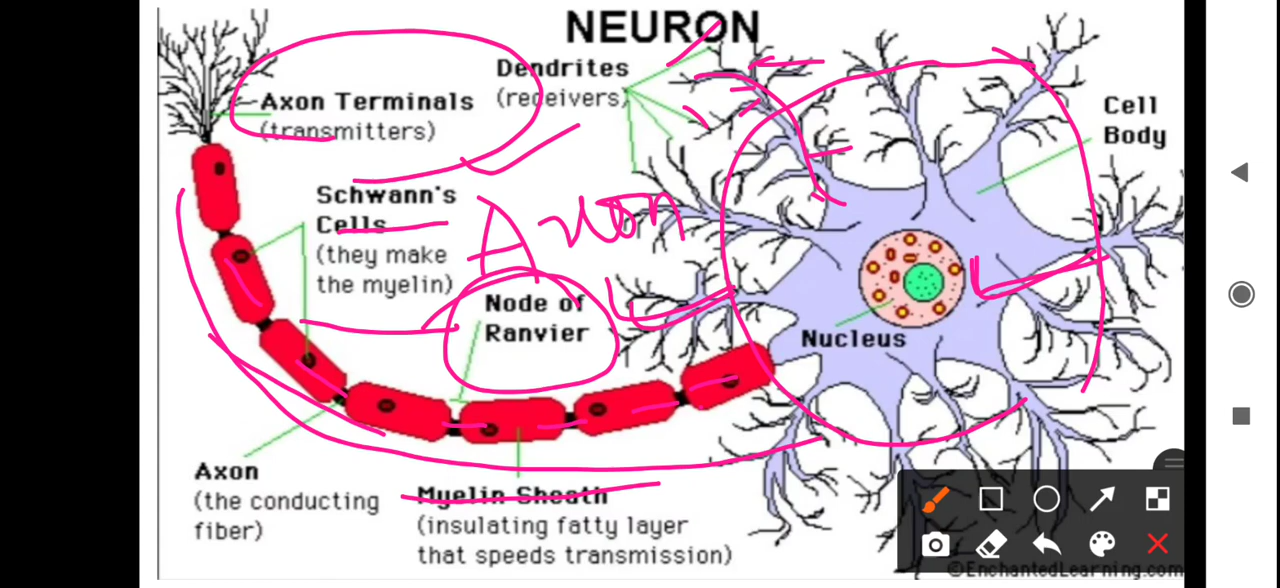 NEURON
Dendrites
(receivers)
Axon Terminals
(transmitters)
Cell
Body
Schwann's
Cells
(they make
the myelin)
Axon
Node of
Ranvier
Nucleus
Axon
(the conducting
fiber)
Myelin Sheath
(insulating fatty layer
that speeds transmission)
©EnchantedLearning.com